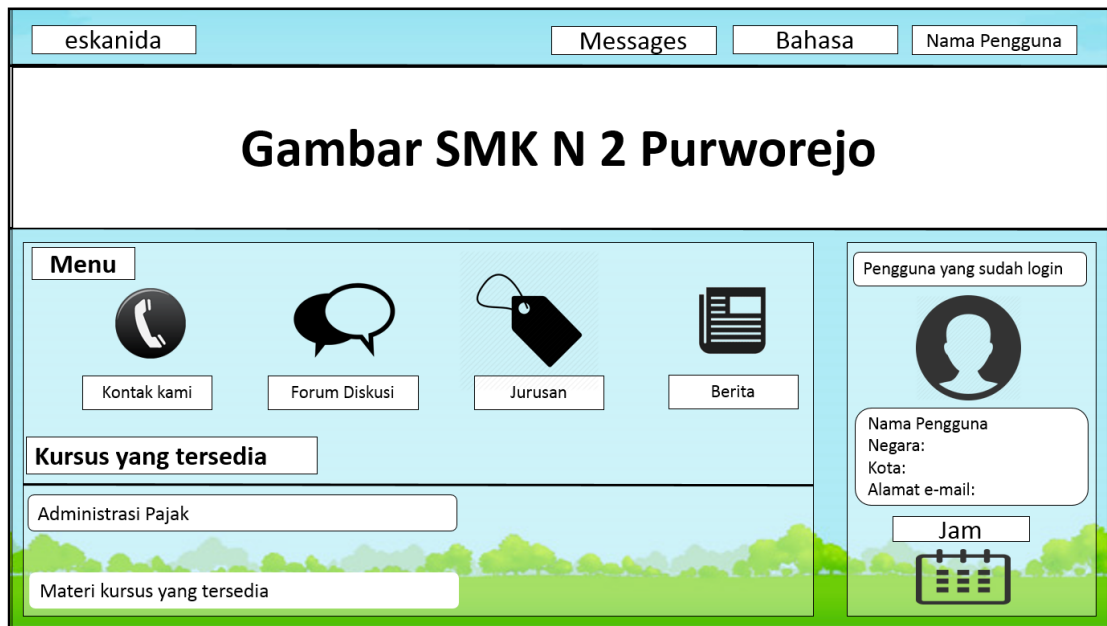 eskanida
Messages
Bahasa
Nama Pengguna
Gambar SMK N 2 Purworejo
Menu
Kontak kami
Forum Diskusi
Jurusan
Berita
Kursus yang tersedia
Administrasi Pajak
Materi kursus yang tersedia
Pengguna yang sudah login
Nama Pengguna
Negara:
Kota:
Alamat e-mail:
Jam